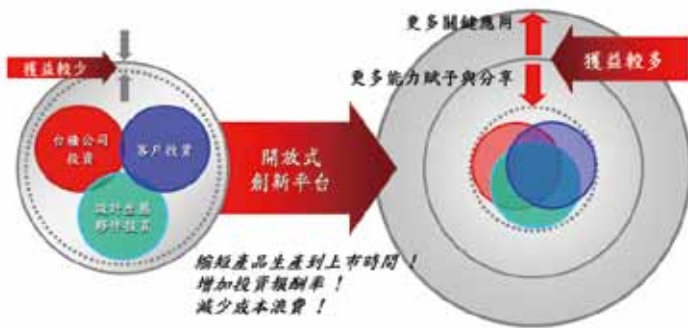 獲益較少
台積公司
投資
客戶投資
設計生態
夥伴投資
開放式
創新平台
更多關鍵應用
獲益較多
更多能力賦予與分享
縮短產品生產到上市時間！
增加投資報酬率！
減少成本浪費！